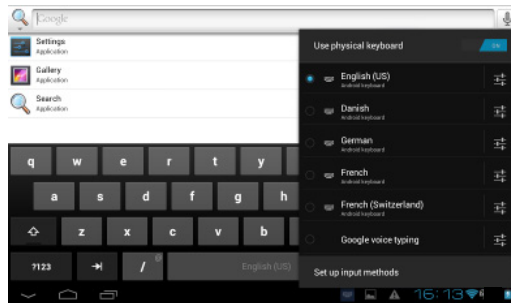 Google
Settings
Application
Gallery
Application
Search
Application
Use physical keyboard
ON
English (US)
Android keyboard
Danish
Android keyboard
German
Android keyboard
French
Android keyboard
French (Switzerland)
Android keyboard
Google voice typing
Set up input methods
q w e r t y
a s d f g h
z x c v b
?123 / @ English (US)
16:13